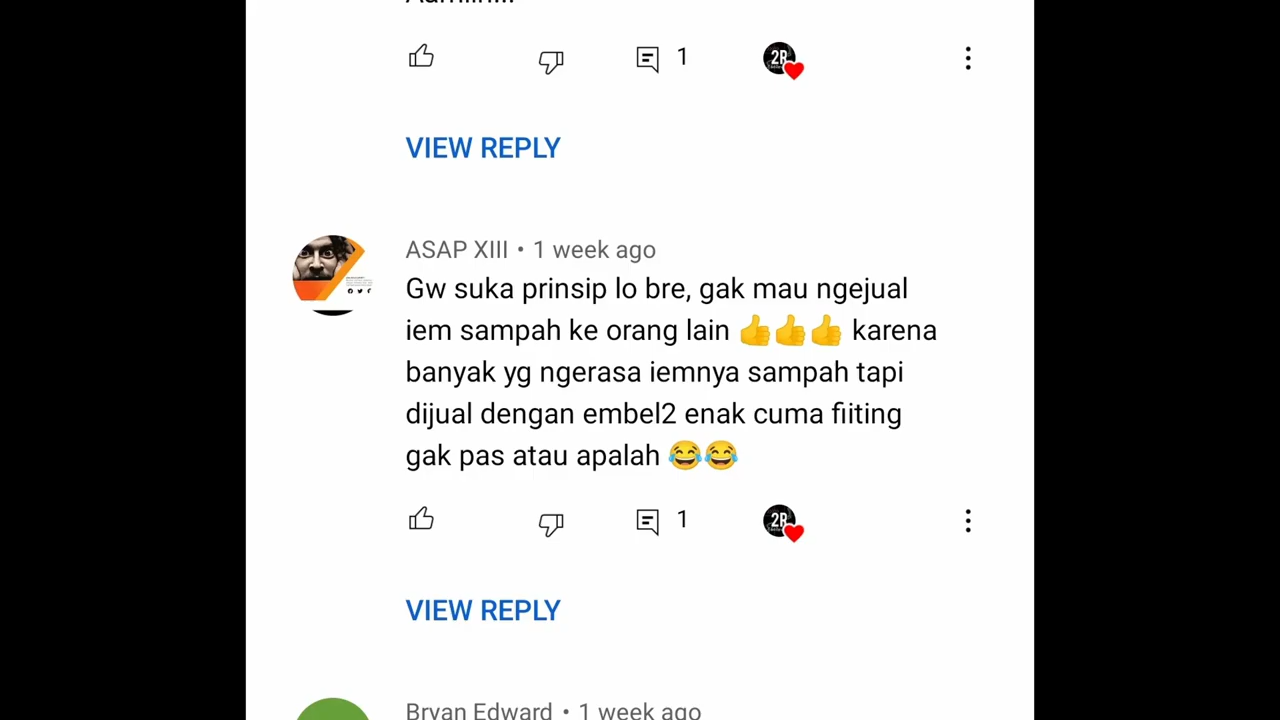 1
2R
VIEW REPLY
ASAP XIII • 1 week ago
Gw suka prinsip lo bre, gak mau ngejual
iem sampah ke orang lain 👍👍👍 karena
banyak yg ngerasa iemnya sampah tapi
dijual dengan embel2 enak cuma fiiting
gak pas atau apalah 😂😂
1
2R
VIEW REPLY
Bryan Edward • 1 week ago